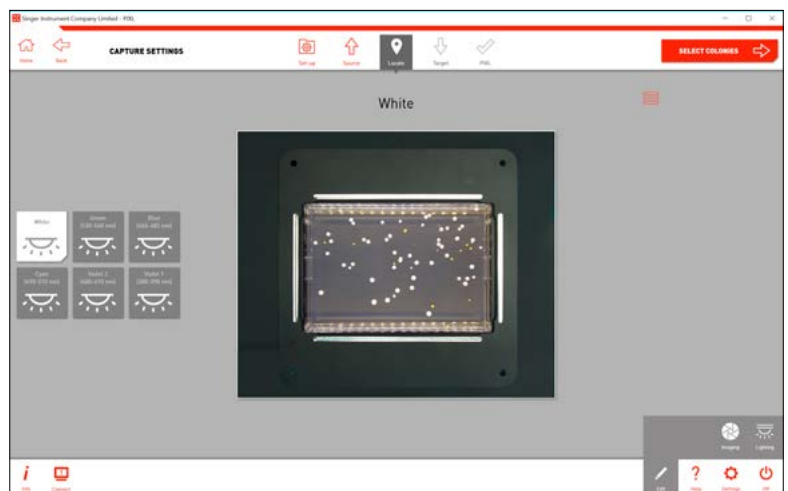 Singer Instrument Company Limited - PIXL
Home
Back
CAPTURE SETTINGS
Set up
Source
Locate
Target
PIXL
SELECT COLONIES
White
White
Green
Blue
Cyan
Violet 2
Violet 1
Imaging
Lighting
Info
Connect
Edit
Help
Settings
Off